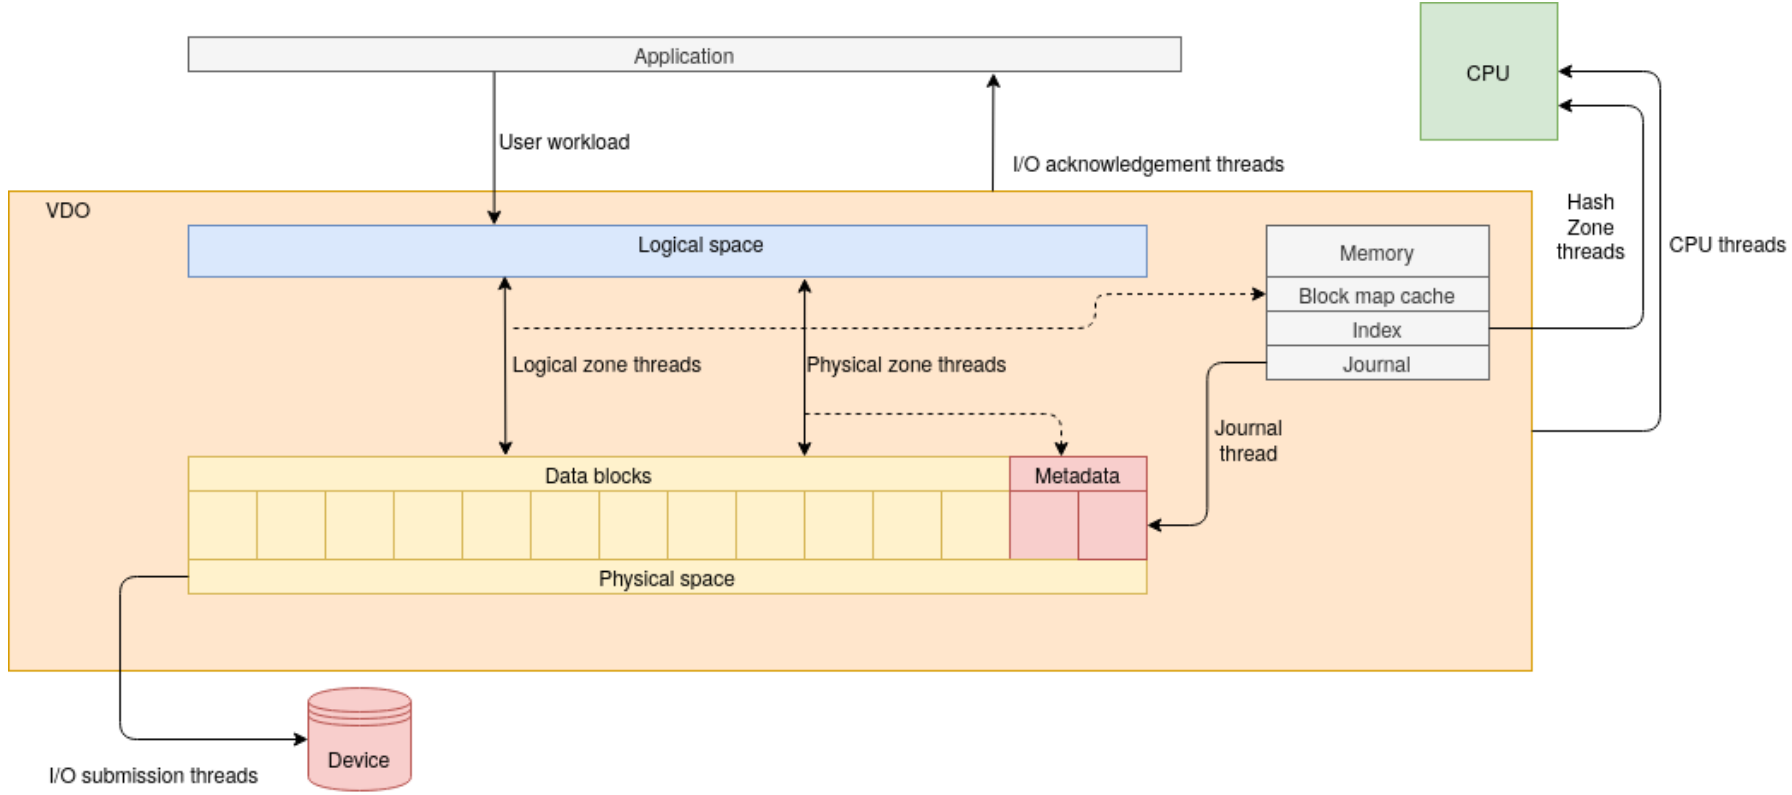 Application
CPU
User workload
I/O acknowledgement threads
VDO
Hash
Zone
threads
CPU threads
Logical space
Memory
Block map cache
Index
Journal
Logical zone threads
Physical zone threads
Journal
thread
Data blocks
Metadata
Physical space
Device
I/O submission threads